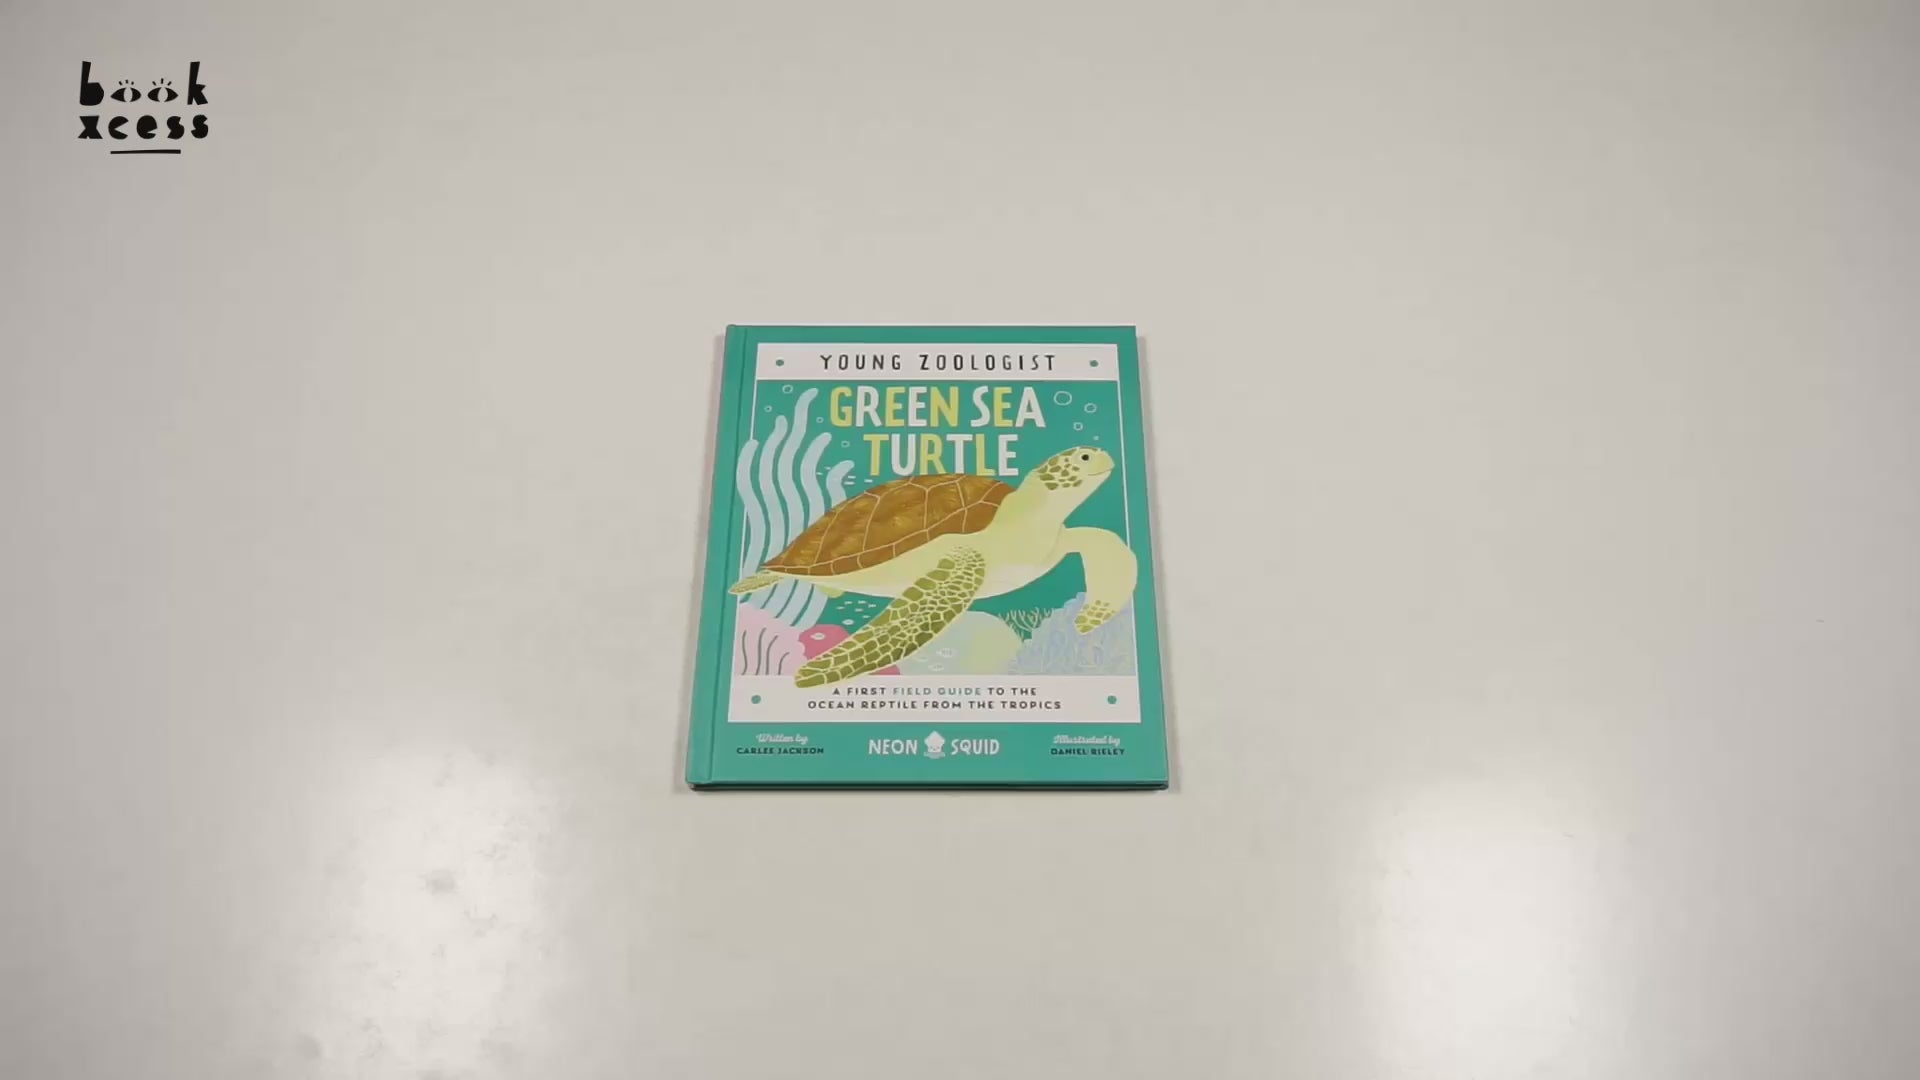 book
xcess
YOUNG ZOOLOGIST
GREEN SEA
TURTLE
A FIRST FIELD GUIDE TO THE
OCEAN REPTILE FROM THE TROPICS
Written by
CARLEE JACKSON
NEON SQUID
Illustrated by
DANIEL RIELEY